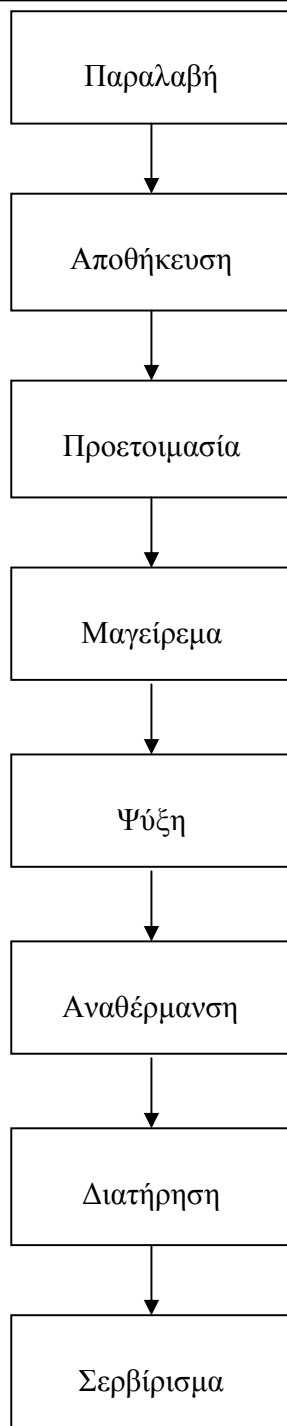 Παραλαβή
Αποθήκευση
Προετοιμασία
Μαγείρεμα
Ψύξη
Αναθέρμανση
Διατήρηση
Σερβίρισμα